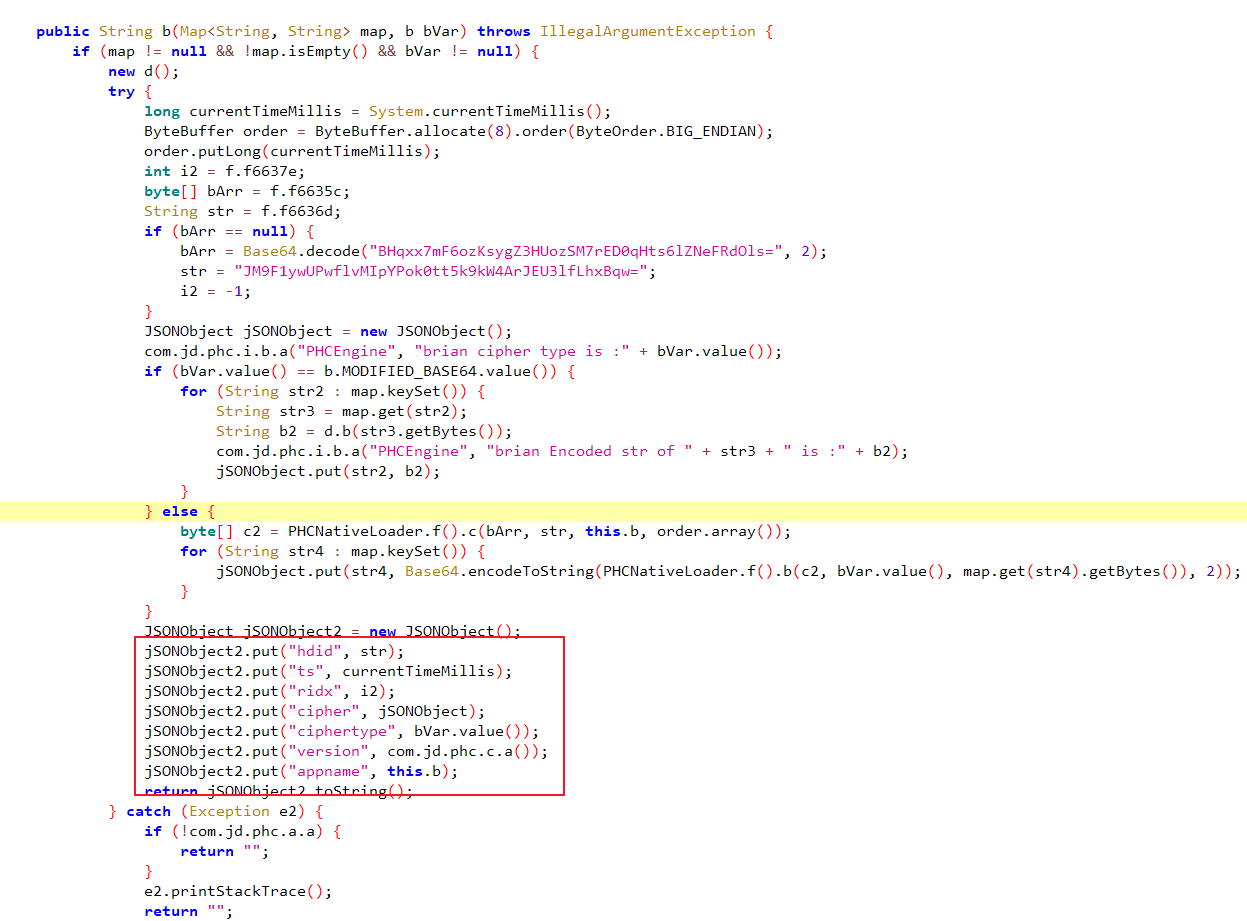 public String b(Map<String, String> map, b bVar) throws IllegalArgumentException {
if (map != null && !map.isEmpty() && bVar != null) {
new d();
try {
long currentTimeMillis = System.currentTimeMillis();
ByteBuffer order = ByteBuffer.allocate(8).order(ByteOrder.BIG_ENDIAN);
order.putLong(currentTimeMillis);
int i2 = f.f6637e;
byte[] bArr = f.f6635c;
String str = f.f6636d;
if (bArr == null) {
bArr = Base64.decode("BHqxx7mF6ozKsygZ3HUozSM7rED0qHts6lZNeFRdOls=", 2);
str = "JM9F1ywUPwflvMIpYPok0tt5k9kW4ArJEU3lfLhxBqw=";
i2 = -1;
}
JSONObject jSONObject = new JSONObject();
com.jd.phc.i.b.a("PHCEngine", "brian cipher type is :" + bVar.value());
if (bVar.value() == b.MODIFIED_BASE64.value()) {
for (String str2 : map.keySet()) {
String str3 = map.get(str2);
String b2 = d.b(str3.getBytes());
com.jd.phc.i.b.a("PHCEngine", "brian Encoded str of " + str3 + " is :" + b2);
jSONObject.put(str2, b2);
}
} else {
byte[] c2 = PHCNativeLoader.f().c(bArr, str, this.b, order.array());
for (String str4 : map.keySet()) {
jSONObject.put(str4, Base64.encodeToString(PHCNativeLoader.f().b(c2, bVar.value(), map.get(str4).getBytes()), 2));
}
}
JSONObject jSONObject2 = new JSONObject();
jSONObject2.put("hdid", str);
jSONObject2.put("ts", currentTimeMillis);
jSONObject2.put("ridx", i2);
jSONObject2.put("cipher", jSONObject);
jSONObject2.put("ciphertype", bVar.value());
jSONObject2.put("version", com.jd.phc.c.a());
jSONObject2.put("appname", this.b);
return jSONObject2.toString();
} catch (Exception e2) {
if (!com.jd.phc.a.a) {
return "";
}
e2.printStackTrace();
return "";